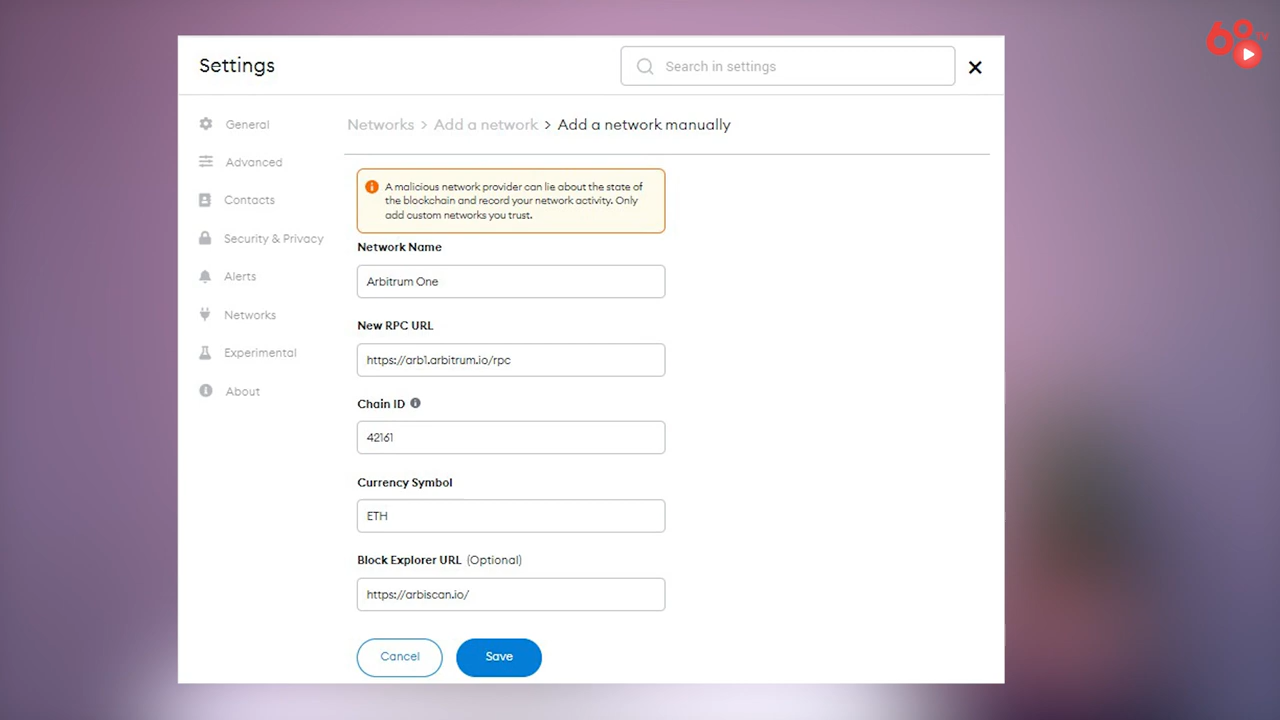 68
TV
Settings
Search in settings
General
Advanced
Contacts
Security & Privacy
Alerts
Networks
Experimental
About
Networks > Add a network > Add a network manually
A malicious network provider can lie about the state of
the blockchain and record your network activity. Only
add custom networks you trust.
Network Name
Arbitrum One
New RPC URL
https://arb1.arbitrum.io/rpc
Chain ID
42161
Currency Symbol
ETH
Block Explorer URL (Optional)
https://arbiscan.io/
Cancel
Save